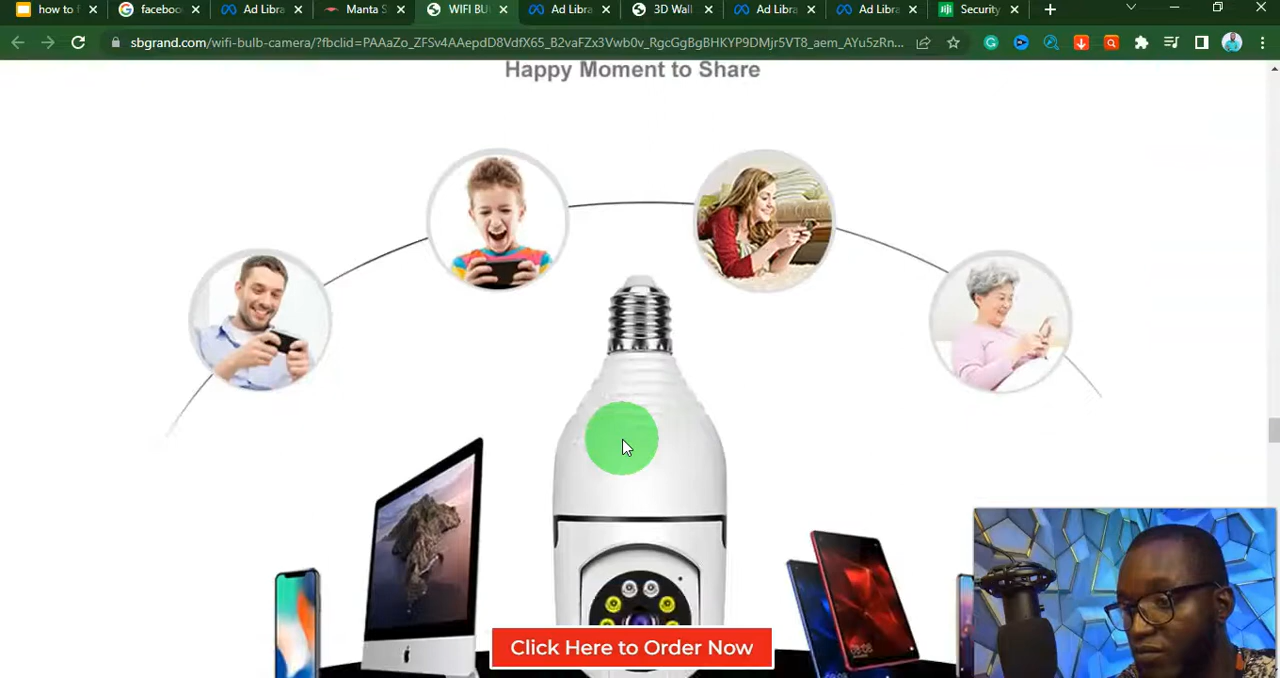 how to f
facebool
Ad Libra
Manta S
WIFI BU
Ad Libra
3D Wall
Ad Libra
Ad Libra
Security
sbgrand.com/wifi-bulb-camera/?fbclid=PAAaZo_ZFSv4AAepdD8VdfX65_B2vaFZx3Vwb0v_RgcGgBgBHKYP9DMjr5VT8_aem_AYu5zRn...
Happy Moment to Share
Click Here to Order Now